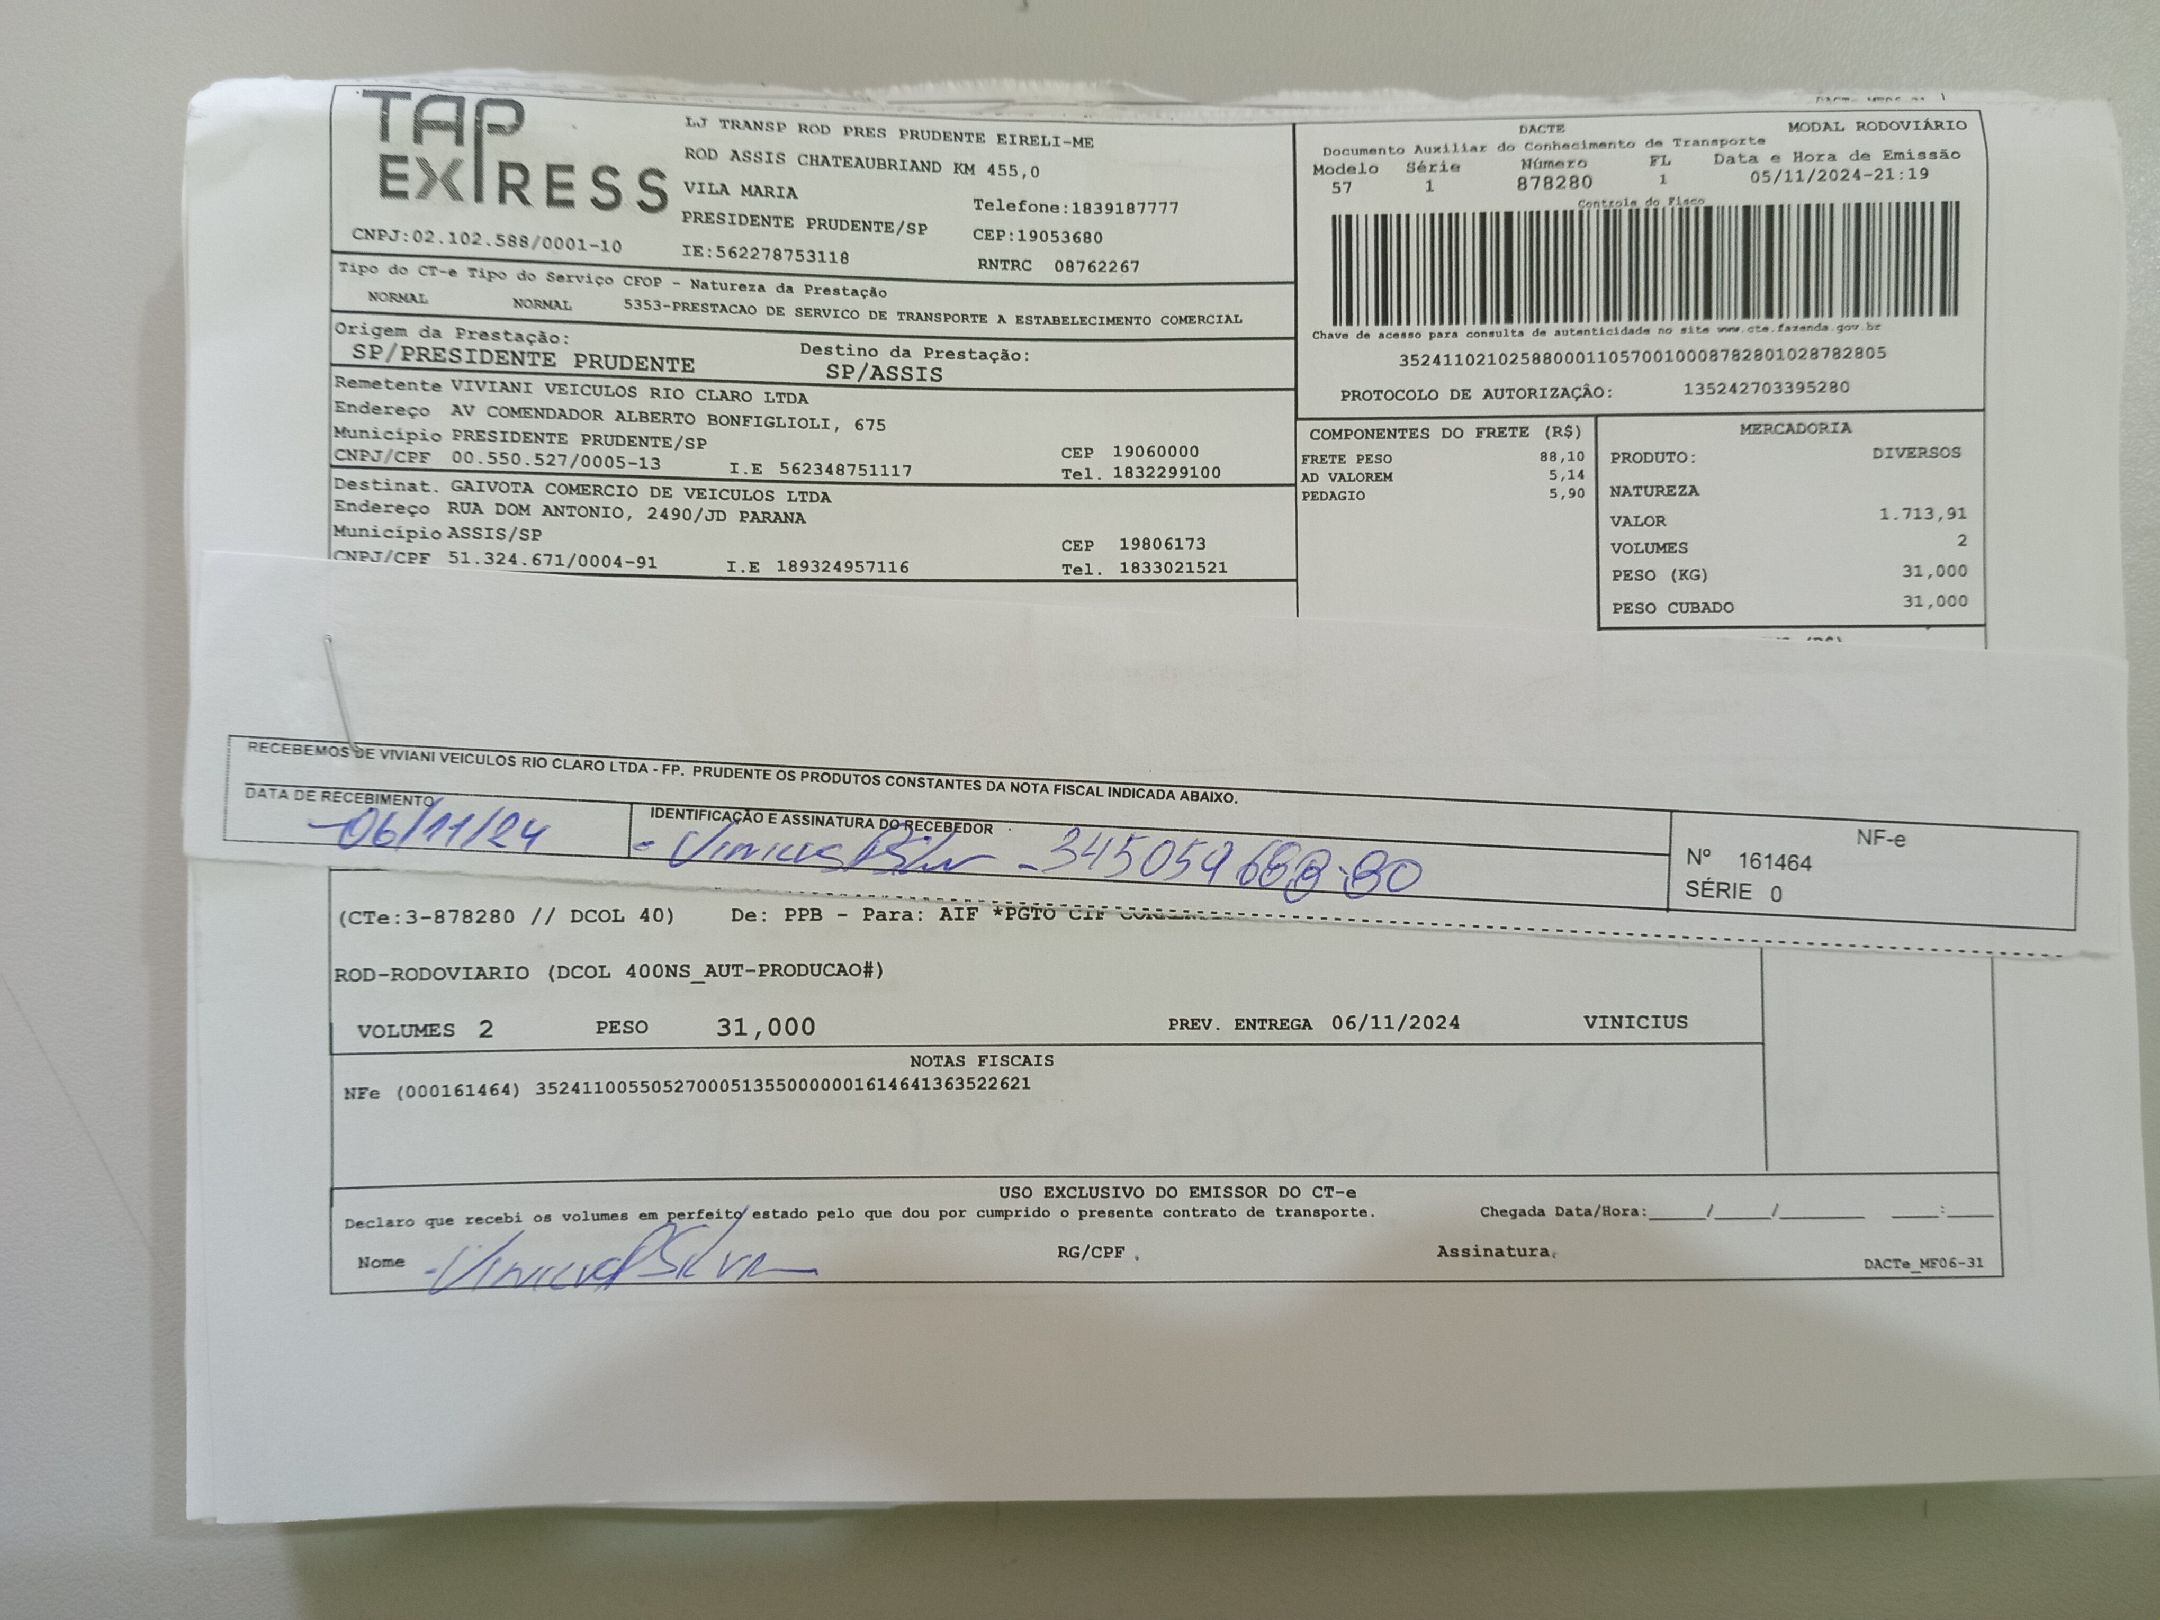 TAP EXPRESS
LJ TRANSP ROD PRES PRUDENTE EIRELI-ME
ROD ASSIS CHATEAUBRIAND KM 455,0
VILA MARIA
Telefone:1839187777
PRESIDENTE PRUDENTE/SP
CEP:19053680
CNPJ:02.102.588/0001-10
IE:562278753118
RNTRC 08762267
DACTE
MODAL RODOVIÁRIO
Documento Auxiliar do Conhecimento de Transporte
Modelo Série Número FL Data e Hora de Emissão
57 1 878280 1 05/11/2024-21:19
Controle do Fisco
Chave de acesso para consulta de autenticidade no site www.cte.fazenda.gov.br
35241102102588000110570010008782801028782805
PROTOCOLO DE AUTORIZAÇÃO: 135242703395280
Tipo do CT-e Tipo do Serviço CFOP - Natureza da Prestação
NORMAL NORMAL 5353-PRESTACAO DE SERVICO DE TRANSPORTE A ESTABELECIMENTO COMERCIAL
Origem da Prestação: Destino da Prestação:
SP/PRESIDENTE PRUDENTE SP/ASSIS
Remetente VIVIANI VEICULOS RIO CLARO LTDA
Endereço AV COMENDADOR ALBERTO BONFIGLIOLI, 675
Município PRESIDENTE PRUDENTE/SP CEP 19060000
CNPJ/CPF 00.550.527/0005-13 I.E 562348751117 Tel. 1832299100
Destinat. GAIVOTA COMERCIO DE VEICULOS LTDA
Endereço RUA DOM ANTONIO, 2490/JD PARANA
Município ASSIS/SP CEP 19806173
CNPJ/CPF 51.324.671/0004-91 I.E 189324957116 Tel. 1833021521
COMPONENTES DO FRETE (R$)
FRETE PESO 88,10
AD VALOREM 5,14
PEDAGIO 5,90
MERCADORIA
PRODUTO: DIVERSOS
NATUREZA
VALOR 1.713,91
VOLUMES 2
PESO (KG) 31,000
PESO CUBADO 31,000
RECEBEMOS DE VIVIANI VEICULOS RIO CLARO LTDA - FP. PRUDENTE OS PRODUTOS CONSTANTES DA NOTA FISCAL INDICADA ABAIXO.
DATA DE RECEBIMENTO
-06/11/24
IDENTIFICAÇÃO E ASSINATURA DO RECEBEDOR
NF-e
Nº 161464
SÉRIE 0
(CTe:3-878280 // DCOL 40) De: PPB - Para: AIF *PGTO CIF
ROD-RODOVIARIO (DCOL 400NS_AUT-PRODUCAO#)
VOLUMES 2 PESO 31,000 PREV. ENTREGA 06/11/2024 VINICIUS
NOTAS FISCAIS
NFe (000161464) 35241100550527000513550000001614641363522621
USO EXCLUSIVO DO EMISSOR DO CT-e
Declaro que recebi os volumes em perfeito estado pelo que dou por cumprido o presente contrato de transporte. Chegada Data/Hora:_____/_____/________ ____:____
Nome RG/CPF Assinatura
DACTe_MF06-31